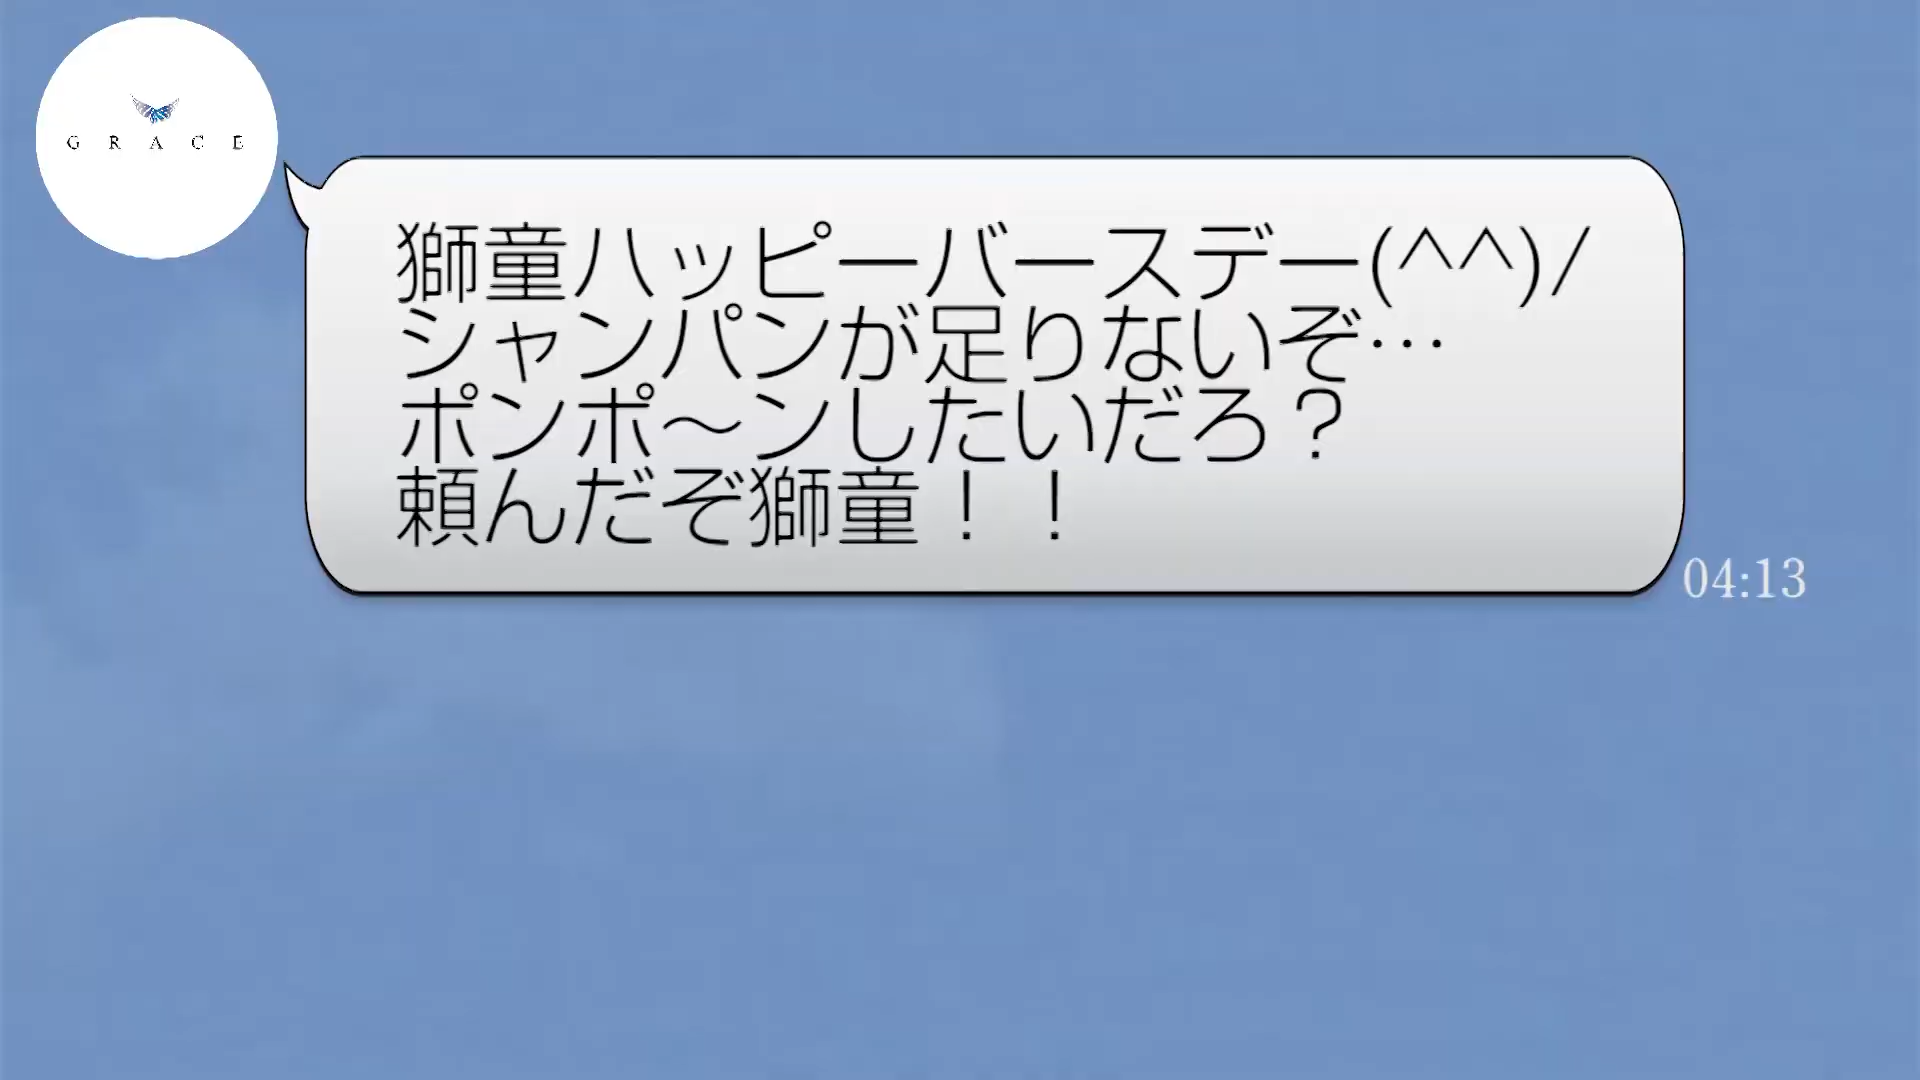 G R A C E
獅童ハッピーバースデー(^^)/
シャンパンが足りないぞ…
ポンポ～ンしたいだろ？
頼んだぞ獅童！！
04:13